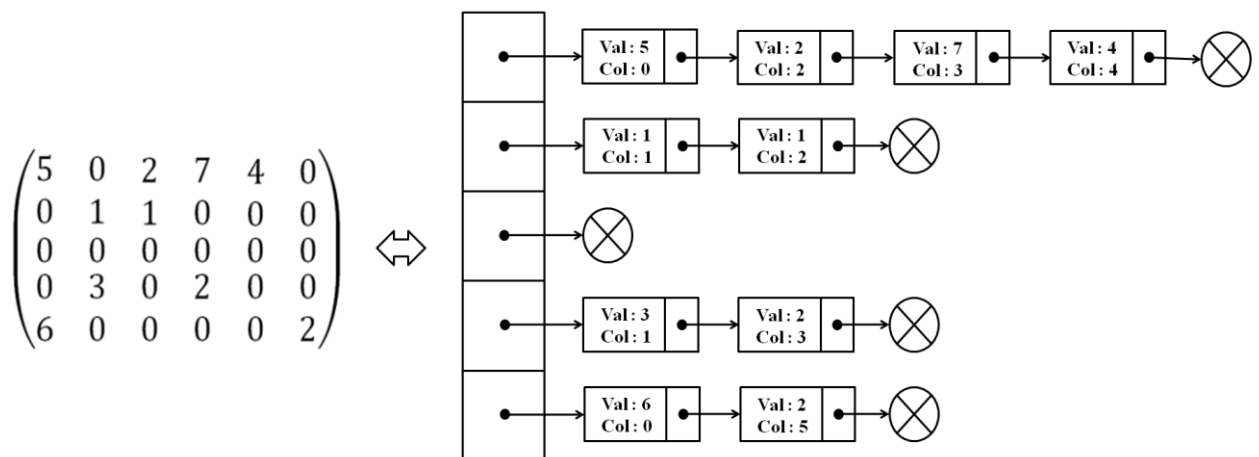 5 0 2 7 4 0
0 1 1 0 0 0
0 0 0 0 0 0
0 3 0 2 0 0
6 0 0 0 0 2
Val: 5
Col: 0
Val: 2
Col: 2
Val: 7
Col: 3
Val: 4
Col: 4
Val: 1
Col: 1
Val: 1
Col: 2
Val: 3
Col: 1
Val: 2
Col: 3
Val: 6
Col: 0
Val: 2
Col: 5